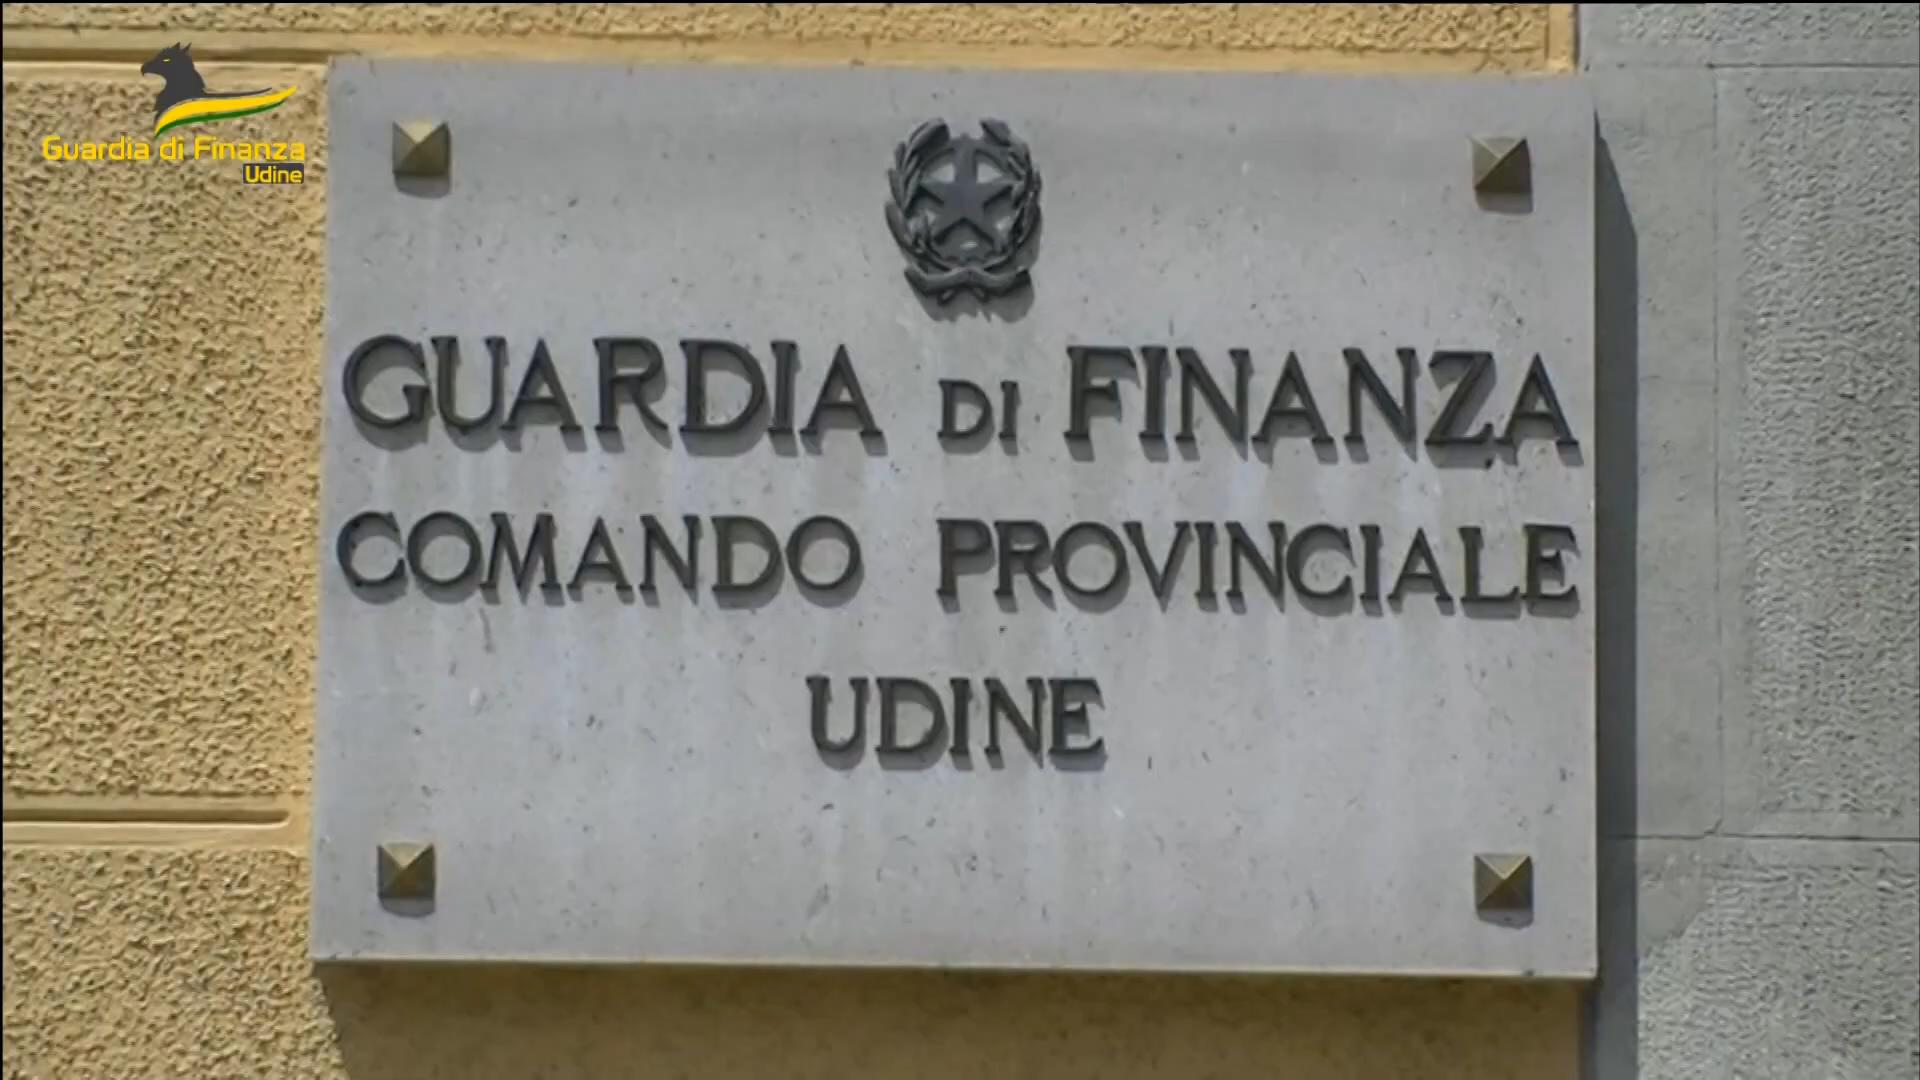 Guardia di Finanza
Udine
GUARDIA DI FINANZA
COMANDO PROVINCIALE
UDINE